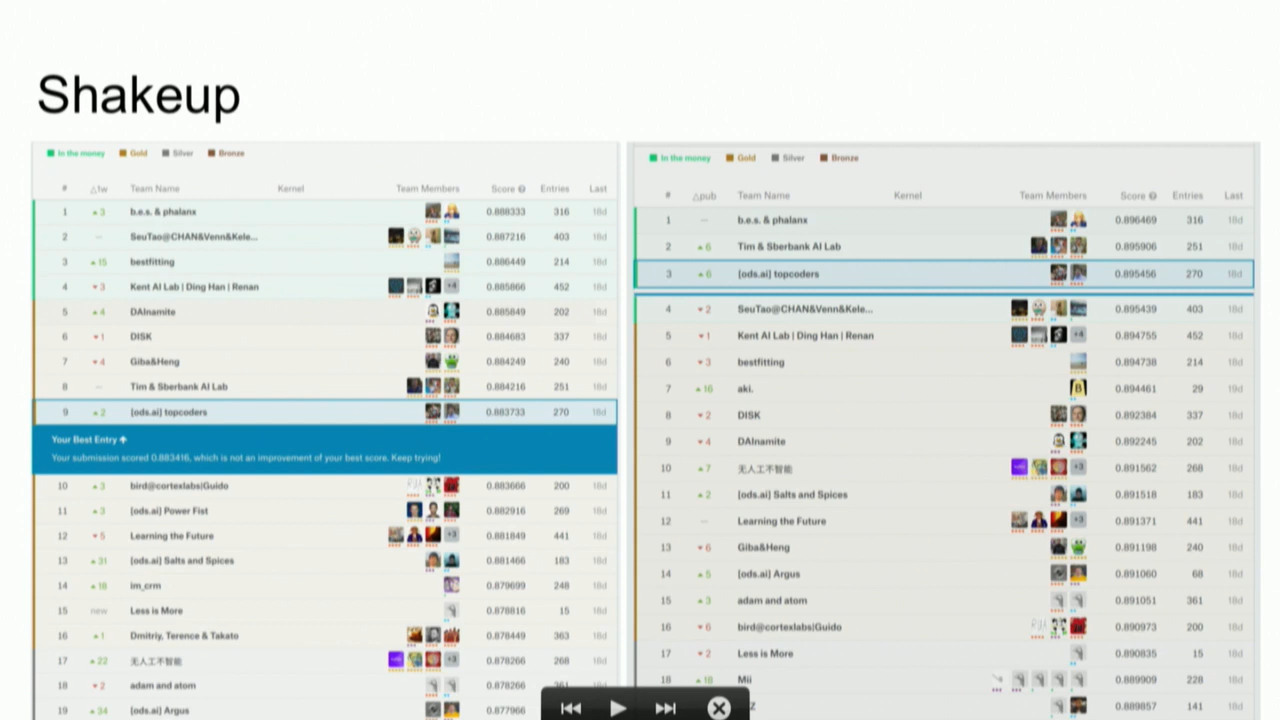 Shakeup
In the money Gold Silver Bronze
# △1w Team Name Kernel Team Members Score Entries Last
1 ▲3 b.e.s. & phalanx 0.888333 316 18d
2 — SeuTao@CHAN&Venn&Kele... 0.887216 403 18d
3 ▲15 bestfitting 0.886449 214 18d
4 ▼3 Kent AI Lab | Ding Han | Renan +4 0.885866 452 18d
5 ▲4 DAInamite 0.885849 202 18d
6 ▼1 DISK 0.884683 337 18d
7 ▼4 Giba&Heng 0.884249 240 18d
8 — Tim & Sberbank AI Lab 0.884216 251 18d
9 ▲2 [ods.ai] topcoders 0.883733 270 18d
Your Best Entry ↑
Your submission scored 0.883416, which is not an improvement of your best score. Keep trying!
10 ▲3 bird@cortexlabs|Guido 0.883666 200 18d
11 ▲3 [ods.ai] Power Fist 0.882916 269 18d
12 ▼5 Learning the Future +3 0.881849 441 18d
13 ▲31 [ods.ai] Salts and Spices 0.881466 183 18d
14 ▲18 im_crm 0.879699 248 18d
15 new Less is More 0.878816 15 18d
16 ▲1 Dmitriy, Terence & Takato 0.878449 363 18d
17 ▲22 无人工不智能 +3 0.878266 268 18d
18 ▼2 adam and atom 0.878266 361 18d
19 ▲34 [ods.ai] Argus 0.877966
In the money Gold Silver Bronze
# △pub Team Name Kernel Team Members Score Entries Last
1 — b.e.s. & phalanx 0.896469 316 18d
2 ▲6 Tim & Sberbank AI Lab 0.895906 251 18d
3 ▲6 [ods.ai] topcoders 0.895456 270 18d
4 ▼2 SeuTao@CHAN&Venn&Kele... 0.895439 403 18d
5 ▼1 Kent AI Lab | Ding Han | Renan +4 0.894755 452 18d
6 ▼3 bestfitting 0.894738 214 18d
7 ▲16 aki. 0.894461 29 19d
8 ▼2 DISK 0.892384 337 18d
9 ▼4 DAInamite 0.892245 202 18d
10 ▲7 无人工不智能 +3 0.891562 268 18d
11 ▲2 [ods.ai] Salts and Spices 0.891518 183 18d
12 — Learning the Future +3 0.891371 441 18d
13 ▼6 Giba&Heng 0.891198 240 18d
14 ▲5 [ods.ai] Argus 0.891060 68 18d
15 ▲3 adam and atom 0.891051 361 18d
16 ▼6 bird@cortexlabs|Guido 0.890973 200 18d
17 ▼2 Less is More 0.890835 15 18d
18 ▲18 Mii 0.889909 228 18d
Z 0.889857 141 18d